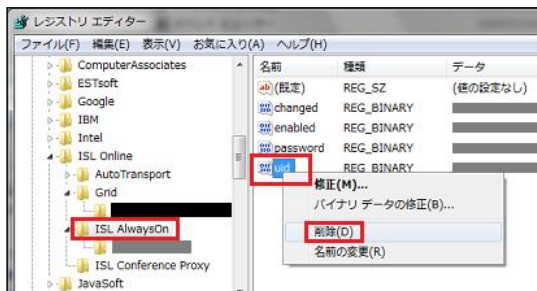 レジストリ エディター
ファイル(F) 編集(E) 表示(V) お気に入り(A) ヘルプ(H)
ComputerAssociates
ESTsoft
Google
IBM
Intel
ISL Online
AutoTransport
Grid
ISL AlwaysOn
ISL Conference Proxy
JavaSoft
名前 種類 データ
ab (既定) REG_SZ (値の設定なし)
changed REG_BINARY
enabled REG_BINARY
password REG_BINARY
uid REG_BINARY
修正(M)...
バイナリ データの修正(B)...
削除(D)
名前の変更(R)